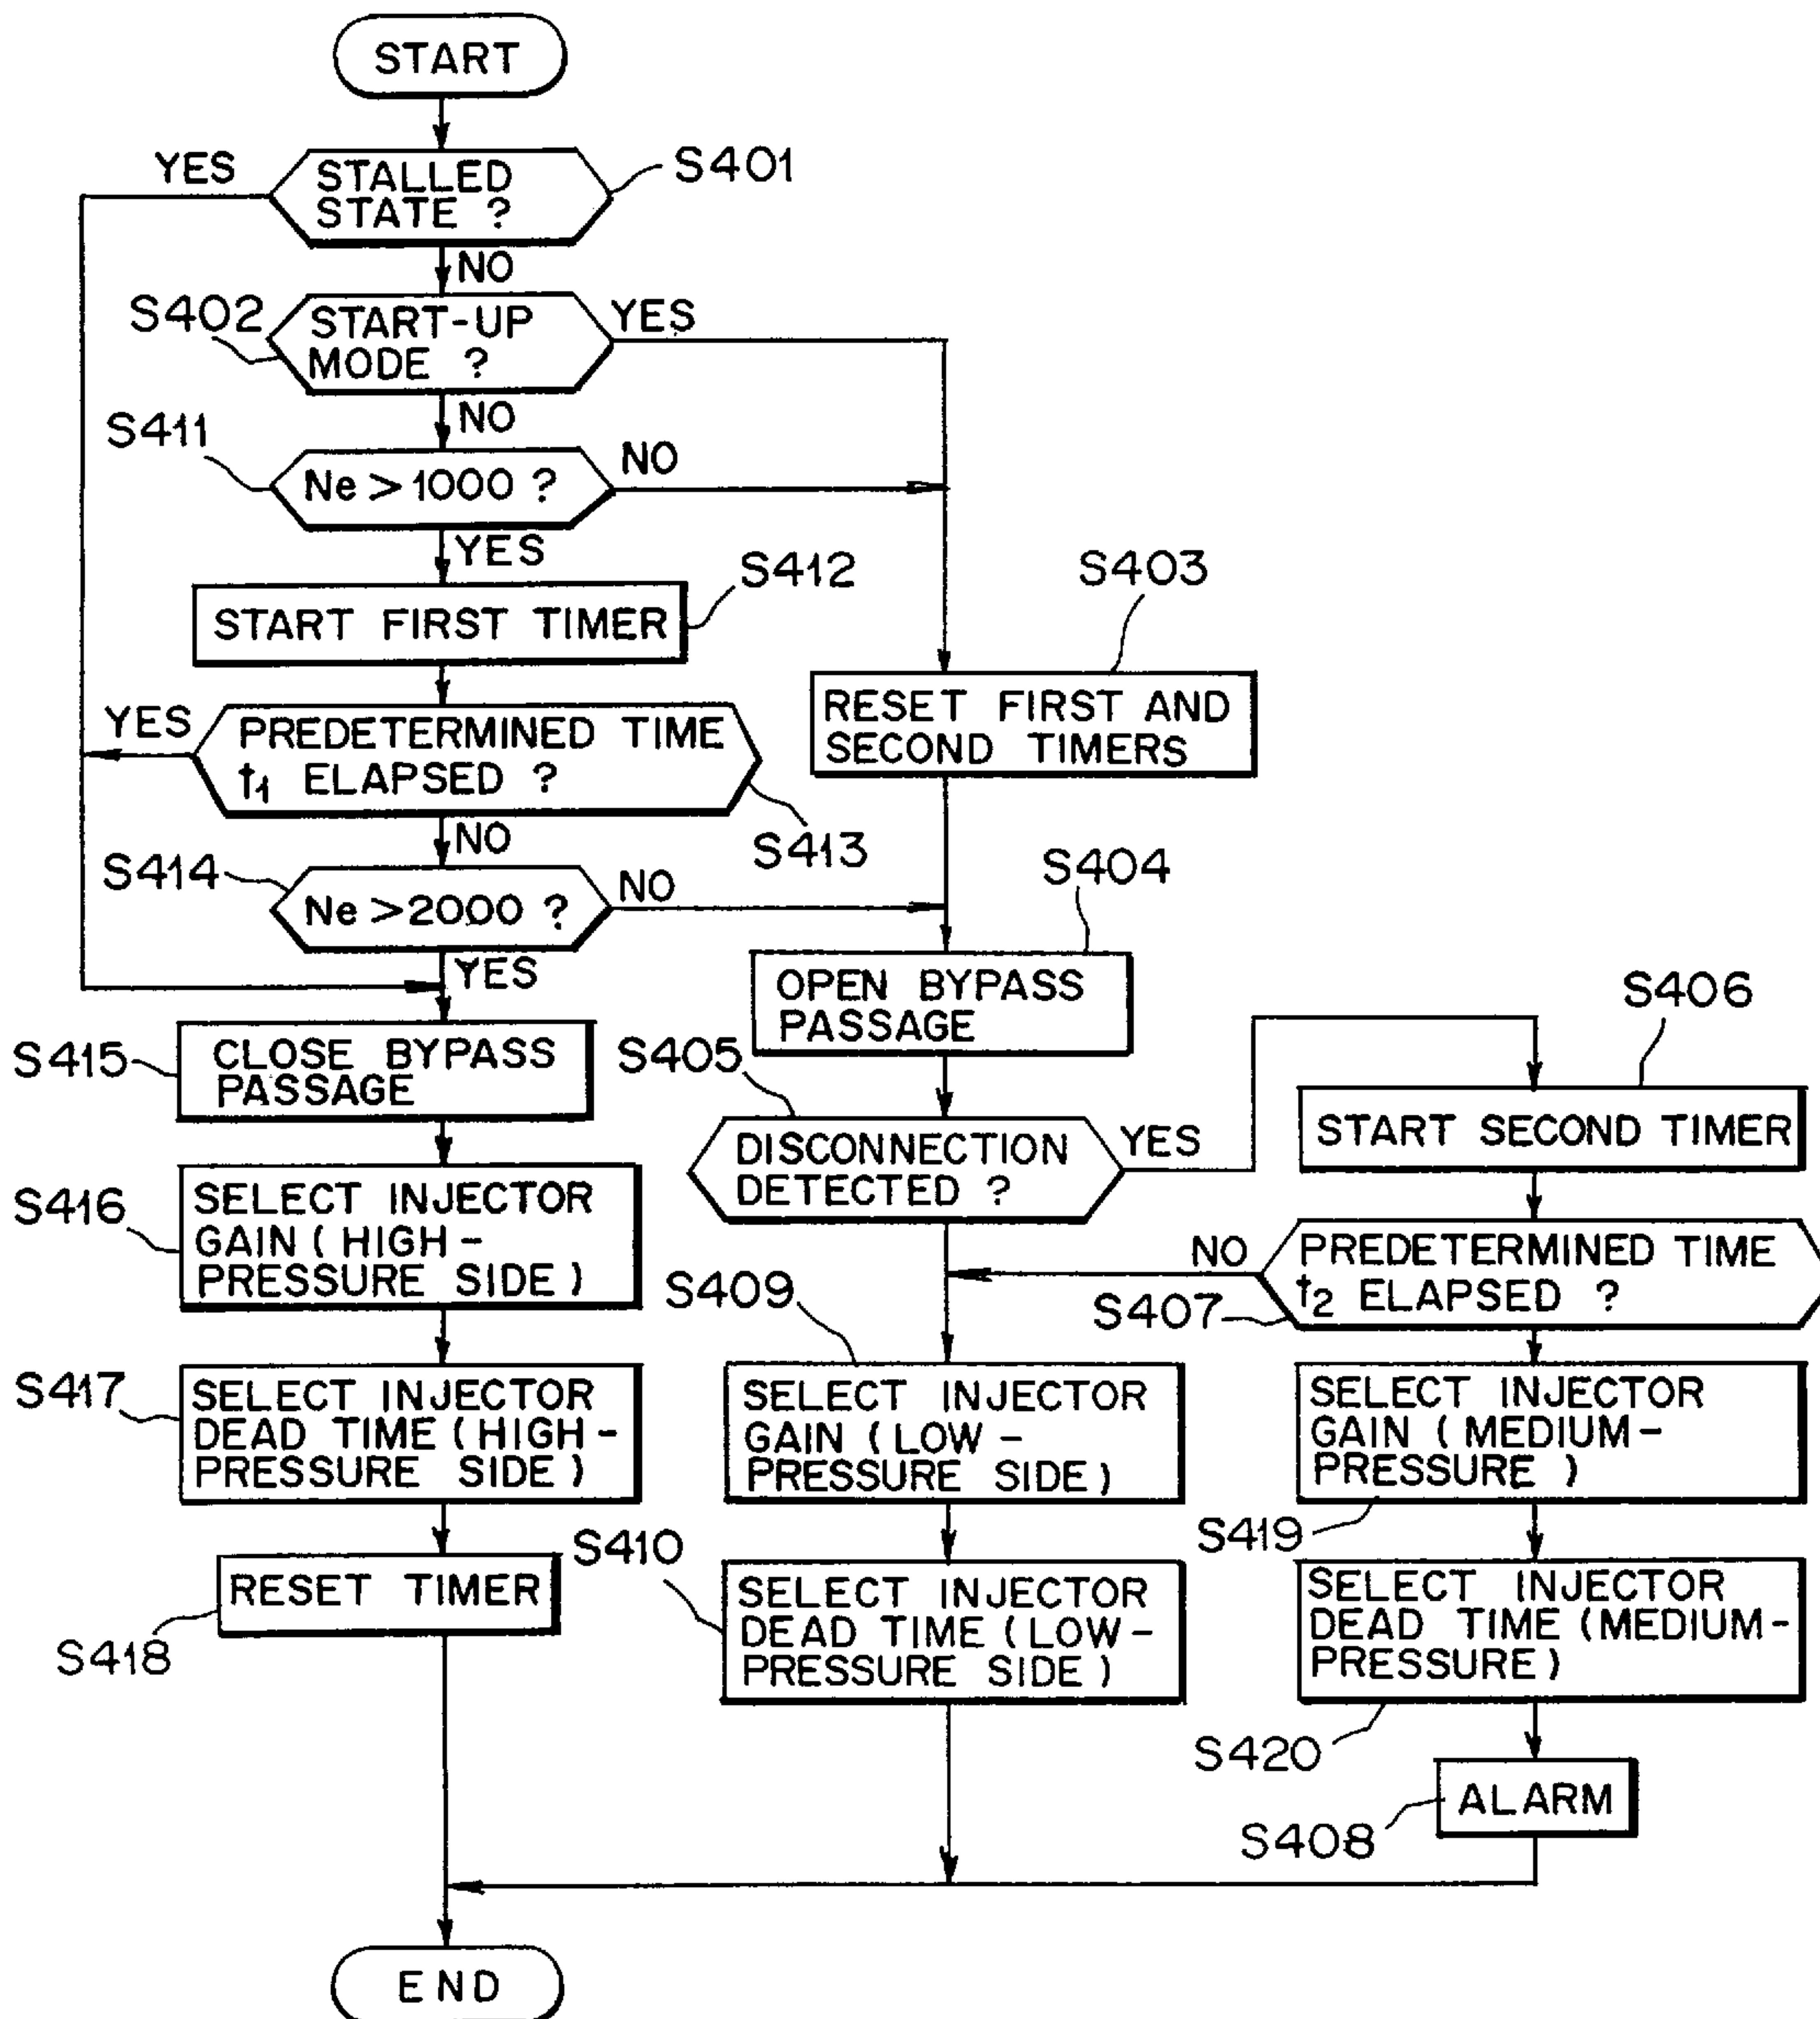 START
YES
STALLED
STATE ?
S401
NO
S402
START-UP
MODE ?
YES
NO
S411
Ne > 1000 ?
NO
YES
S412
START FIRST TIMER
S403
RESET FIRST AND
SECOND TIMERS
YES
PREDETERMINED TIME
t1 ELAPSED ?
S413
NO
S414
Ne > 2000 ?
NO
YES
S404
OPEN BYPASS
PASSAGE
S415
CLOSE BYPASS
PASSAGE
S405
DISCONNECTION
DETECTED ?
YES
S406
START SECOND TIMER
S416
SELECT INJECTOR
GAIN ( HIGH-
PRESSURE SIDE )
NO
PREDETERMINED TIME
t2 ELAPSED ?
S407
S409
S417
SELECT INJECTOR
DEAD TIME ( HIGH-
PRESSURE SIDE )
SELECT INJECTOR
GAIN ( LOW-
PRESSURE SIDE )
SELECT INJECTOR
GAIN ( MEDIUM-
PRESSURE )
S419
RESET TIMER
S418
S410
SELECT INJECTOR
DEAD TIME ( LOW-
PRESSURE SIDE )
SELECT INJECTOR
DEAD TIME ( MEDIUM-
PRESSURE )
S420
ALARM
S408
END